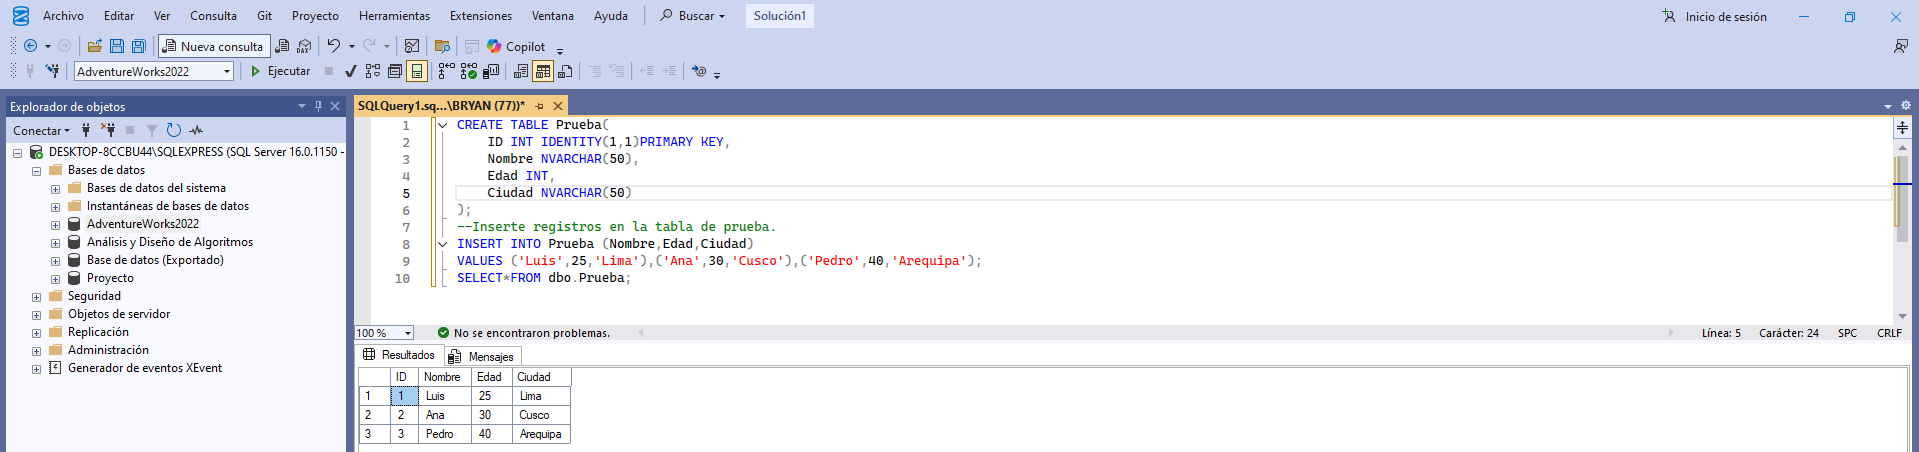 Archivo Editar Ver Consulta Git Proyecto Herramientas Extensiones Ventana Ayuda Buscar Solución1 Inicio de sesión
Nueva consulta DAX Copilot
AdventureWorks2022 Ejecutar
Explorador de objetos
Conectar
DESKTOP-8CCBU44\SQLEXPRESS (SQL Server 16.0.1150 -
Bases de datos
Bases de datos del sistema
Instantáneas de bases de datos
AdventureWorks2022
Análisis y Diseño de Algoritmos
Base de datos (Exportado)
Proyecto
Seguridad
Objetos de servidor
Replicación
Administración
Generador de eventos XEvent
SQLQuery1.sq...\BRYAN (77))*
1 CREATE TABLE Prueba(
2 ID INT IDENTITY(1,1)PRIMARY KEY,
3 Nombre NVARCHAR(50),
4 Edad INT,
5 Ciudad NVARCHAR(50)
6 );
7 --Inserte registros en la tabla de prueba.
8 INSERT INTO Prueba (Nombre,Edad,Ciudad)
9 VALUES ('Luis',25,'Lima'),('Ana',30,'Cusco'),('Pedro',40,'Arequipa');
10 SELECT*FROM dbo.Prueba;
100 % No se encontraron problemas. Línea: 5 Carácter: 24 SPC CRLF
Resultados Mensajes
ID Nombre Edad Ciudad
1 1 Luis 25 Lima
2 2 Ana 30 Cusco
3 3 Pedro 40 Arequipa